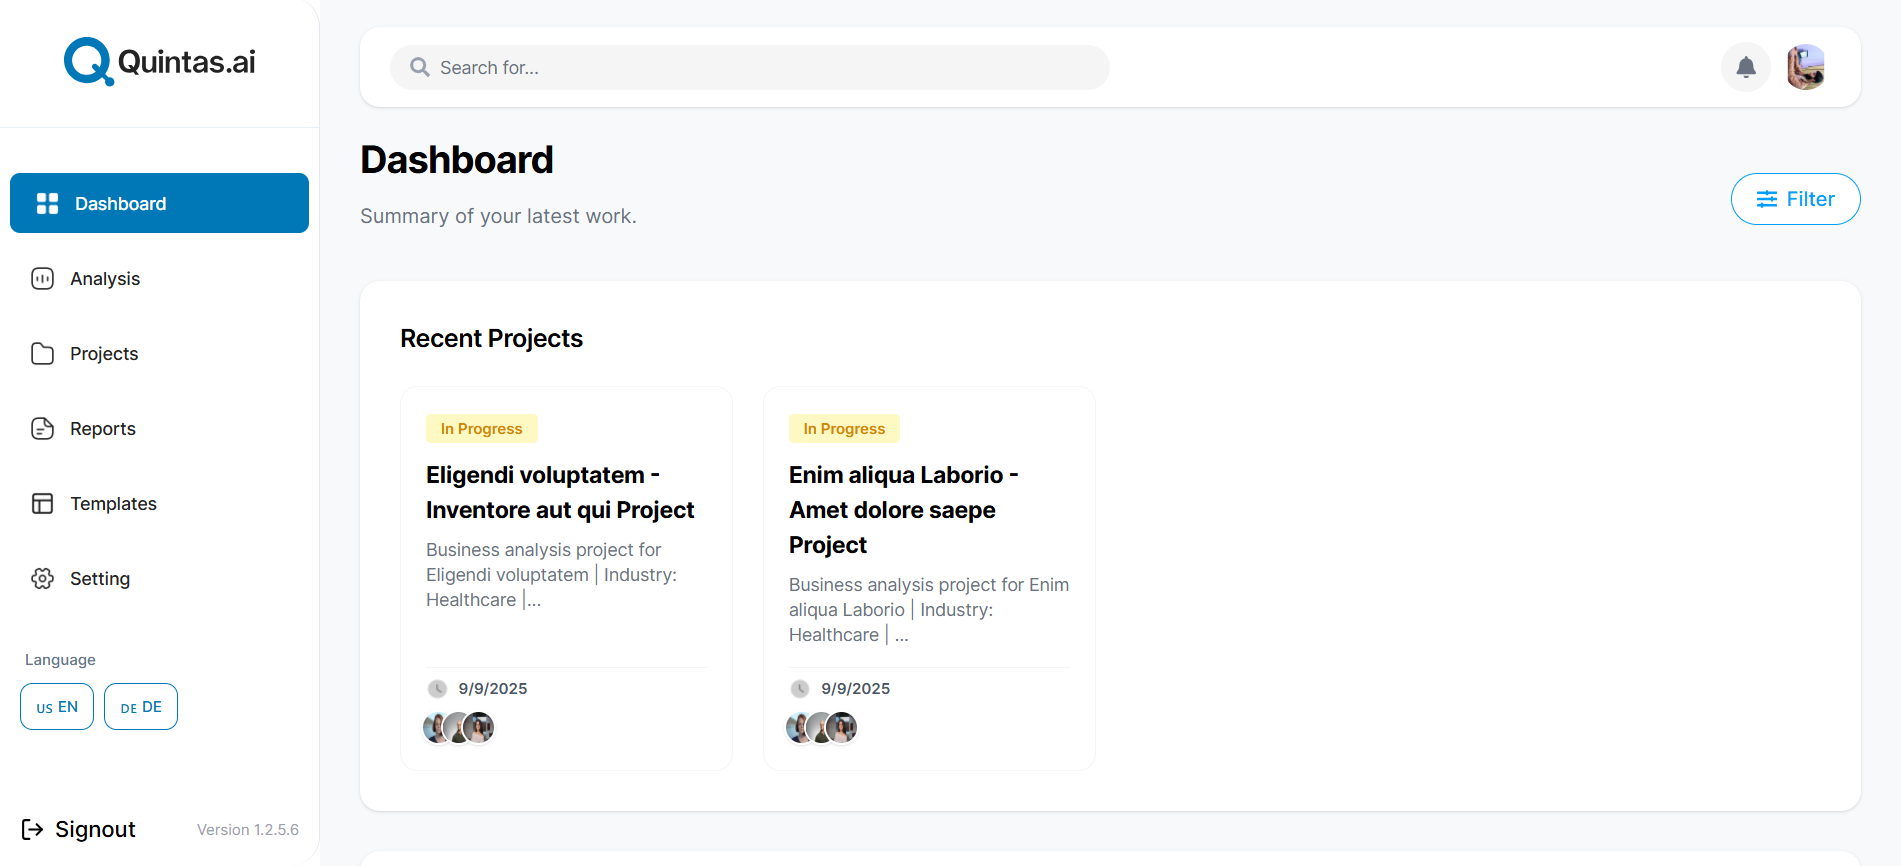 Quintas.ai
Dashboard
Analysis
Projects
Reports
Templates
Setting
Language
US EN
DE DE
Signout
Version 1.2.5.6
Search for...
Dashboard
Summary of your latest work.
Filter
Recent Projects
In Progress
Eligendi voluptatem -
Inventore aut qui Project
Business analysis project for
Eligendi voluptatem | Industry:
Healthcare |...
9/9/2025
In Progress
Enim aliqua Laborio -
Amet dolore saepe
Project
Business analysis project for Enim
aliqua Laborio | Industry:
Healthcare | ...
9/9/2025